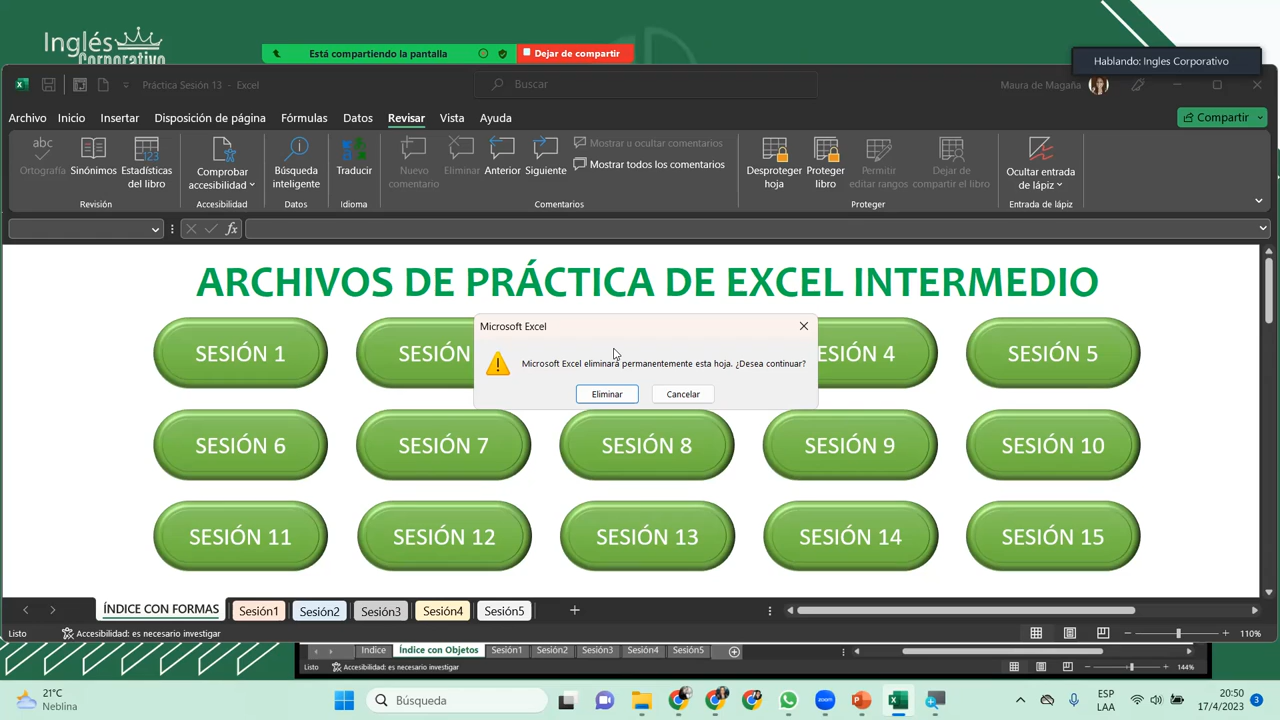 Inglés
Corporativo
Está compartiendo la pantalla
Dejar de compartir
Hablando: Ingles Corporativo
Práctica Sesión 13 - Excel
Buscar
Maura de Magaña
Archivo Inicio Insertar Disposición de página Fórmulas Datos Revisar Vista Ayuda
Compartir
abc
123
Ortografía Sinónimos Estadísticas del libro
Revisión
Comprobar accesibilidad
Accesibilidad
Búsqueda inteligente
Datos
Traducir
Idioma
Nuevo comentario
Eliminar
Anterior
Siguiente
Mostrar u ocultar comentarios
Mostrar todos los comentarios
Comentarios
Desproteger hoja
Proteger libro
Permitir editar rangos
Dejar de compartir el libro
Proteger
Ocultar entrada de lápiz
Entrada de lápiz
fx
ARCHIVOS DE PRÁCTICA DE EXCEL INTERMEDIO
SESIÓN 1 SESIÓN ESIÓN 4 SESIÓN 5
Microsoft Excel
Microsoft Excel eliminará permanentemente esta hoja. ¿Desea continuar?
Eliminar Cancelar
SESIÓN 6 SESIÓN 7 SESIÓN 8 SESIÓN 9 SESIÓN 10
SESIÓN 11 SESIÓN 12 SESIÓN 13 SESIÓN 14 SESIÓN 15
ÍNDICE CON FORMAS Sesión1 Sesión2 Sesión3 Sesión4 Sesión5
Listo Accesibilidad: es necesario investigar 110%
Indice Índice con Objetos Sesión1 Sesión2 Sesión3 Sesión4 Sesión5
Listo Accesibilidad: es necesario investigar 144%
21°C
Neblina
Búsqueda
zoom
ESP
LAA
20:50
17/4/2023
3